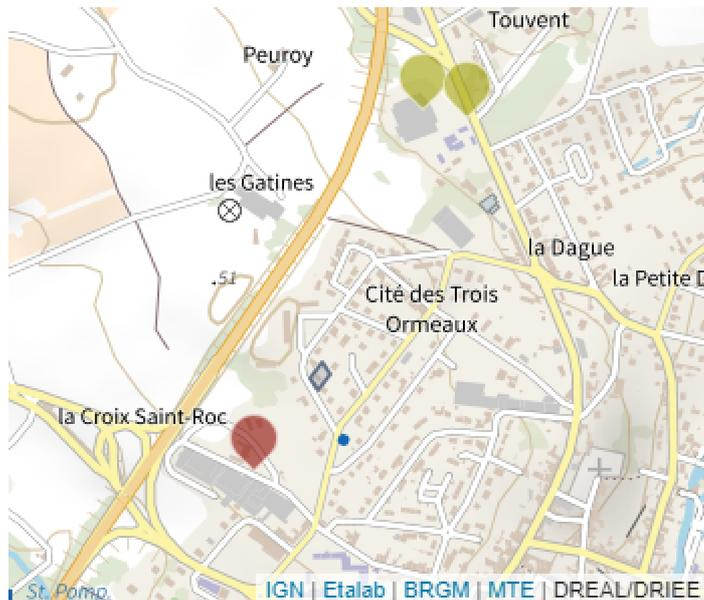 Touvent
Peuroy
les Gatines
la Dague
.51
la Petite D
Cité des Trois
Ormeaux
la Croix Saint-Roc
St. Pomp.
IGN | Etalab | BRGM | MTE | DREAL/DRIEE